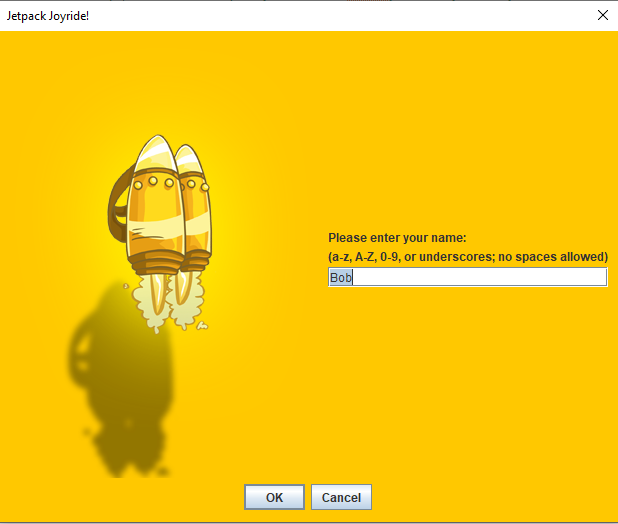 Jetpack Joyride!
Please enter your name:
(a-z, A-Z, 0-9, or underscores; no spaces allowed)
Bob
OK Cancel